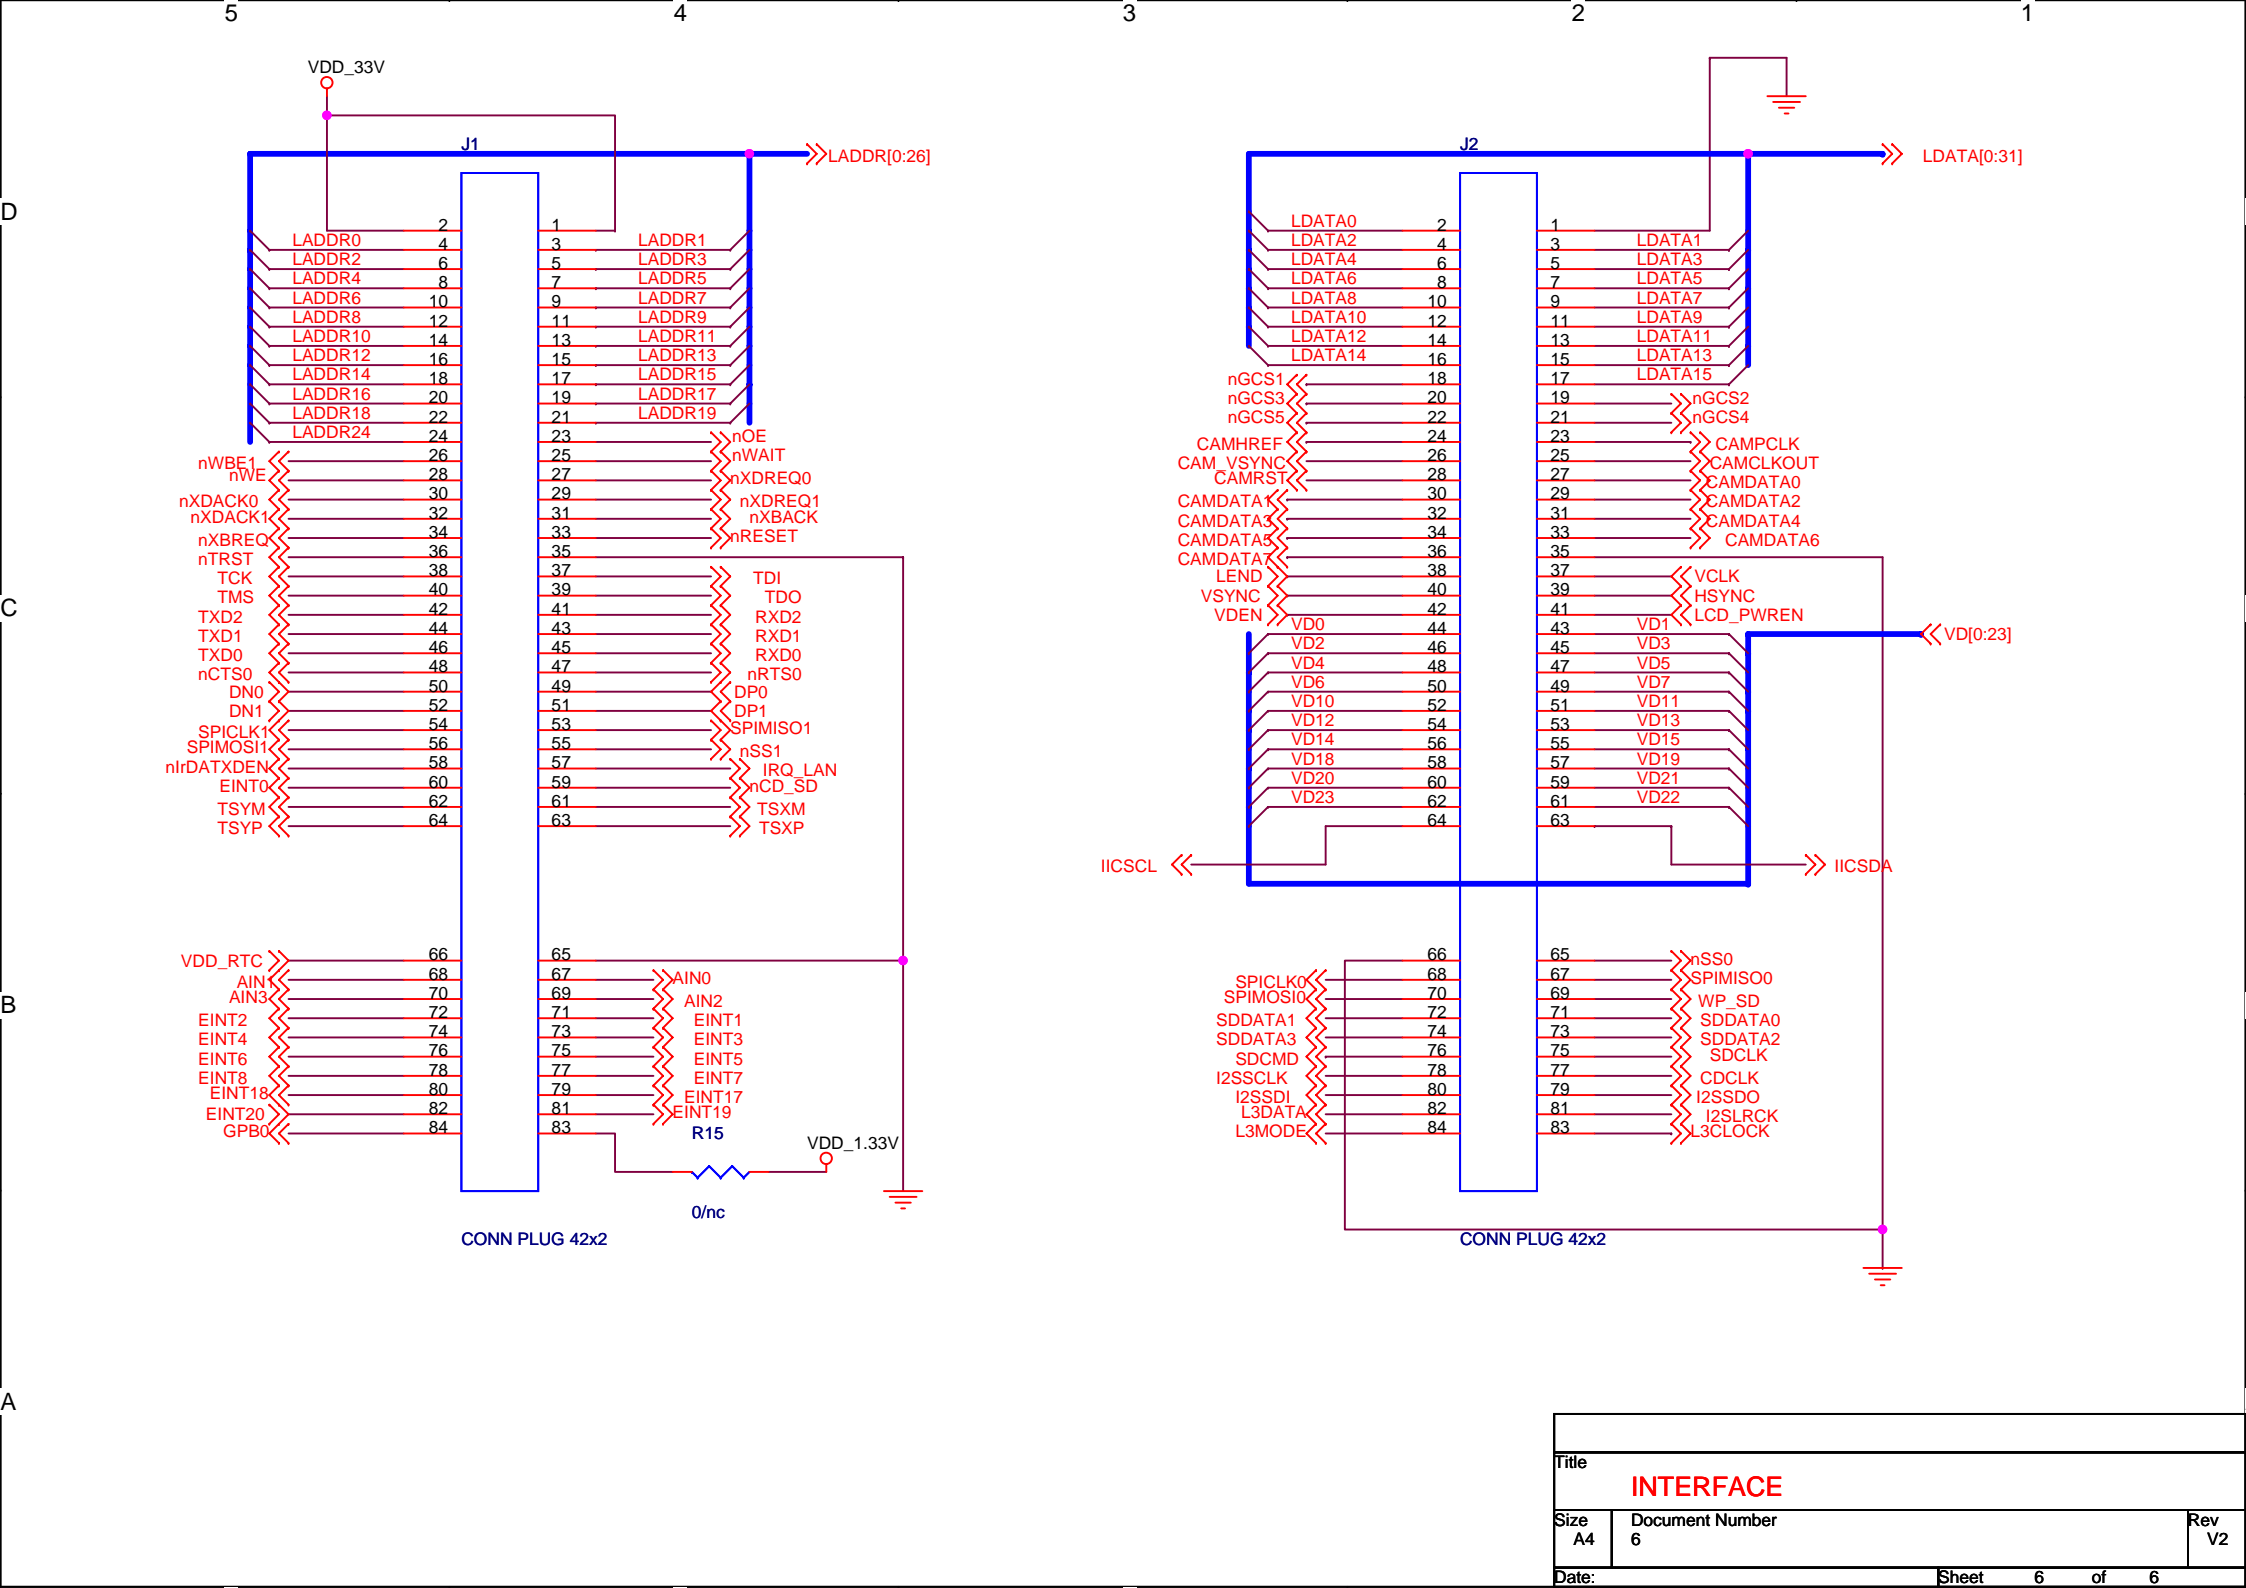 5 4 3 2 1
D
C
B
A
VDD_33V
J1
LADDR[0:26]
2 1
LADDR0 4 3 LADDR1
LADDR2 6 5 LADDR3
LADDR4 8 7 LADDR5
LADDR6 10 9 LADDR7
LADDR8 12 11 LADDR9
LADDR10 14 13 LADDR11
LADDR12 16 15 LADDR13
LADDR14 18 17 LADDR15
LADDR16 20 19 LADDR17
LADDR18 22 21 LADDR19
LADDR24 24 23 nOE
nWBE1 26 25 nWAIT
nWE 28 27 nXDREQ0
nXDACK0 30 29 nXDREQ1
nXDACK1 32 31 nXBACK
nXBREQ 34 33 nRESET
nTRST 36 35
TCK 38 37 TDI
TMS 40 39 TDO
TXD2 42 41 RXD2
TXD1 44 43 RXD1
TXD0 46 45 RXD0
nCTS0 48 47 nRTS0
DN0 50 49 DP0
DN1 52 51 DP1
SPICLK1 54 53 SPIMISO1
SPIMOSI1 56 55 nSS1
nIrDATXDEN 58 57 IRQ_LAN
EINT0 60 59 nCD_SD
TSYM 62 61 TSXM
TSYP 64 63 TSXP
VDD_RTC 66 65
AIN1 68 67 AIN0
AIN3 70 69 AIN2
EINT2 72 71 EINT1
EINT4 74 73 EINT3
EINT6 76 75 EINT5
EINT8 78 77 EINT7
EINT18 80 79 EINT17
EINT20 82 81 EINT19
GPB0 84 83
R15
VDD_1.33V
0/nc
CONN PLUG 42x2
J2
LDATA[0:31]
LDATA0 2 1
LDATA2 4 3 LDATA1
LDATA4 6 5 LDATA3
LDATA6 8 7 LDATA5
LDATA8 10 9 LDATA7
LDATA10 12 11 LDATA9
LDATA12 14 13 LDATA11
LDATA14 16 15 LDATA13
nGCS1 18 17 LDATA15
nGCS3 20 19 nGCS2
nGCS5 22 21 nGCS4
CAMHREF 24 23 CAMPCLK
CAM_VSYNC 26 25 CAMCLKOUT
CAMRST 28 27 CAMDATA0
CAMDATA1 30 29 CAMDATA2
CAMDATA3 32 31 CAMDATA4
CAMDATA5 34 33 CAMDATA6
CAMDATA7 36 35
LEND 38 37 VCLK
VSYNC 40 39 HSYNC
VDEN 42 41 LCD_PWREN
VD0 44 43 VD1
VD[0:23]
VD2 46 45 VD3
VD4 48 47 VD5
VD6 50 49 VD7
VD10 52 51 VD11
VD12 54 53 VD13
VD14 56 55 VD15
VD18 58 57 VD19
VD20 60 59 VD21
VD23 62 61 VD22
64 63
IICSCL IICSDA
66 65 nSS0
SPICLK0 68 67 SPIMISO0
SPIMOSI0 70 69 WP_SD
SDDATA1 72 71 SDDATA0
SDDATA3 74 73 SDDATA2
SDCMD 76 75 SDCLK
I2SSCLK 78 77 CDCLK
I2SSDI 80 79 I2SSDO
L3DATA 82 81 I2SLRCK
L3MODE 84 83 L3CLOCK
CONN PLUG 42x2
Title
INTERFACE
Size Document Number Rev
A4 6 V2
Date: Sheet 6 of 6